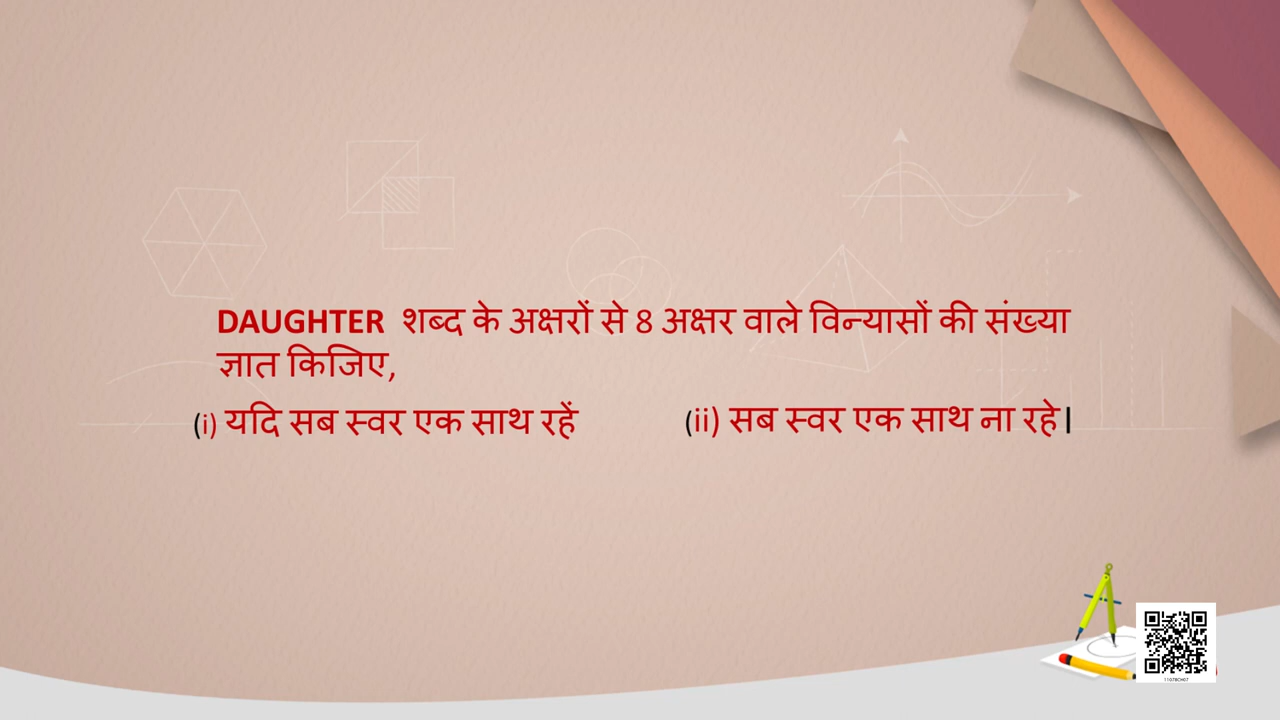 DAUGHTER शब्द के अक्षरों से 8 अक्षर वाले विन्यासों की संख्या
ज्ञात किजिए,
(i) यदि सब स्वर एक साथ रहें (ii) सब स्वर एक साथ ना रहे|